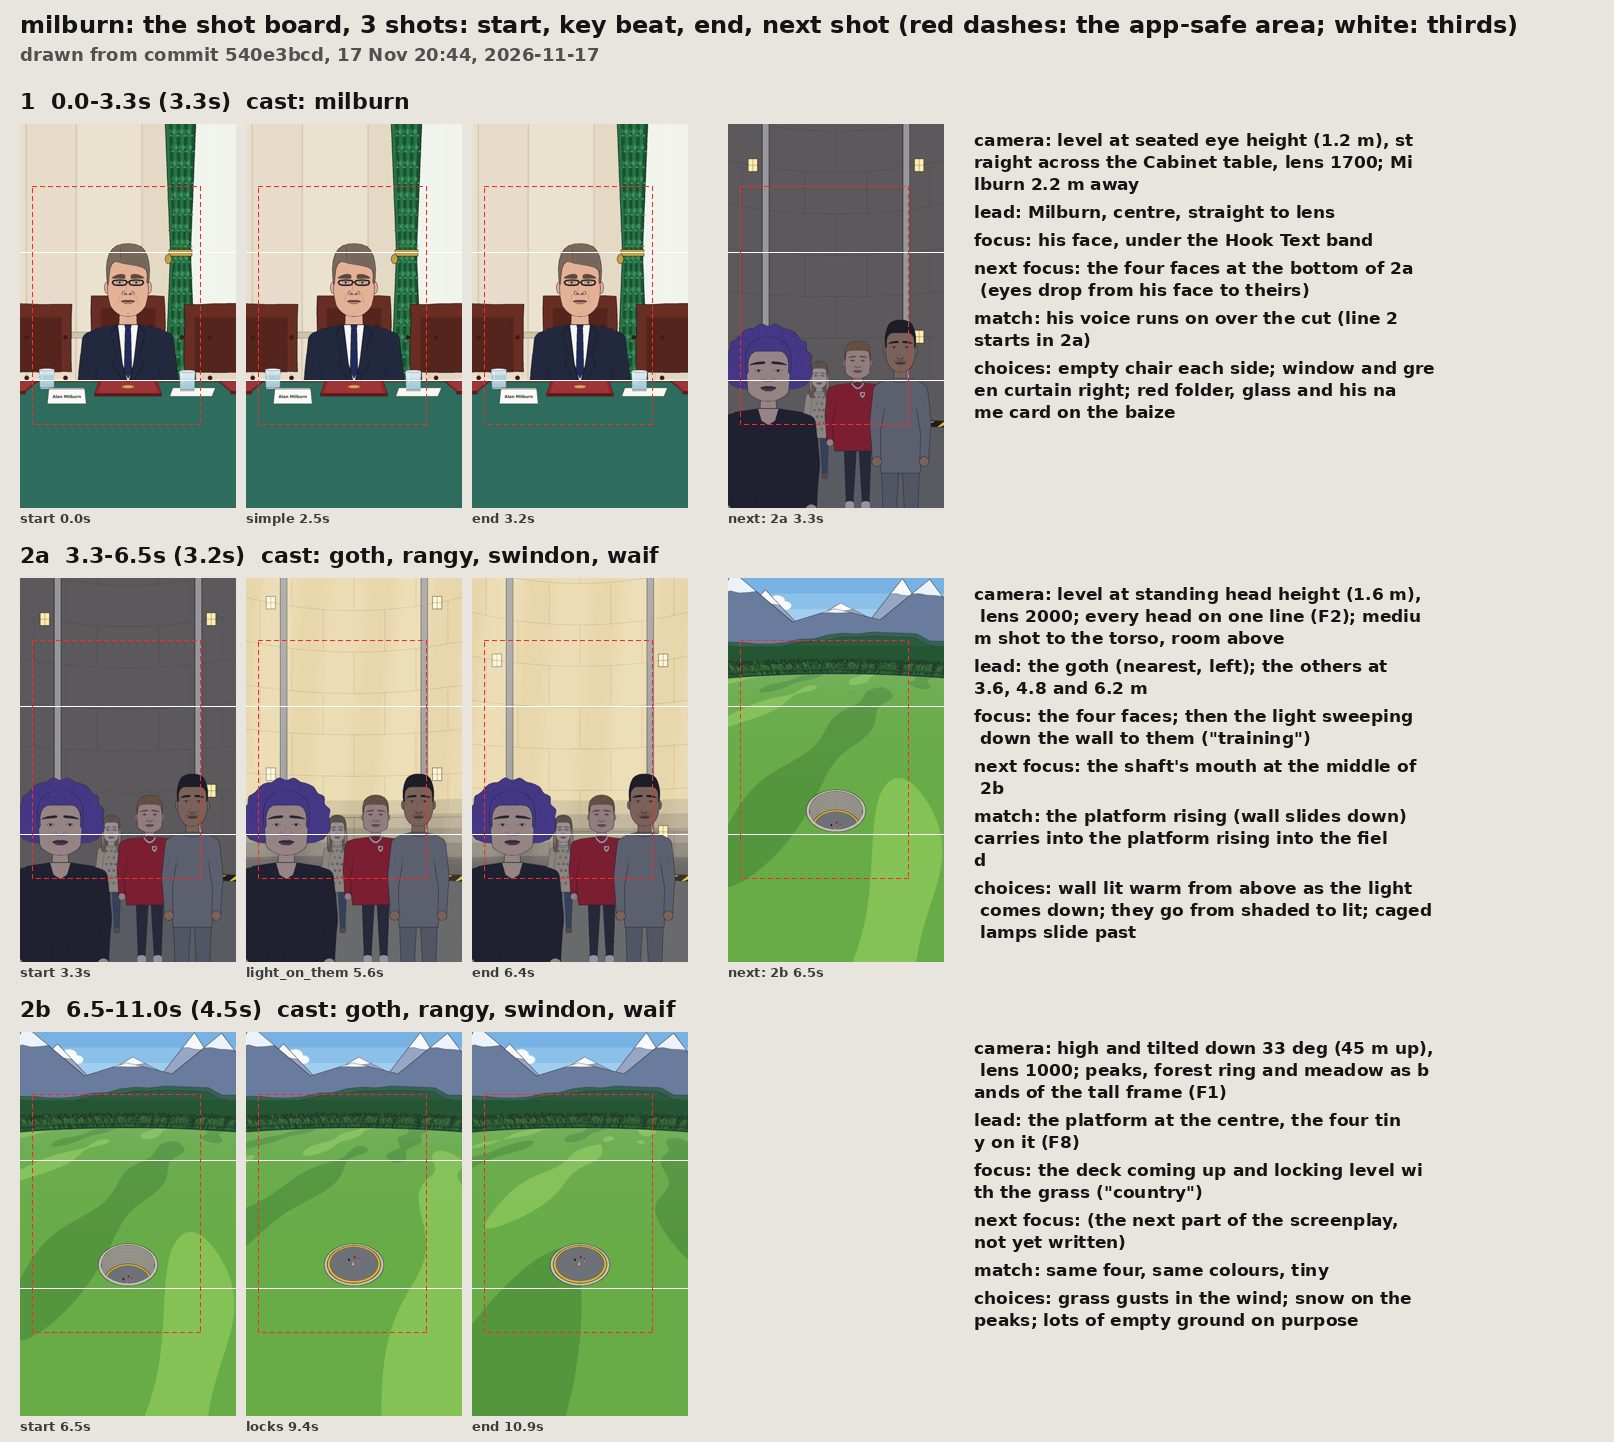 milburn: the shot board, 3 shots: start, key beat, end, next shot (red dashes: the app-safe area; white: thirds)
drawn from commit 540e3bcd, 17 Nov 20:44, 2026-11-17
1  0.0-3.3s (3.3s)  cast: milburn
Alan Milburn
Alan Milburn
Alan Milburn
start 0.0s
simple 2.5s
end 3.2s
next: 2a 3.3s
camera: level at seated eye height (1.2 m), st
raight across the Cabinet table, lens 1700; Mi
lburn 2.2 m away
lead: Milburn, centre, straight to lens
focus: his face, under the Hook Text band
next focus: the four faces at the bottom of 2a
(eyes drop from his face to theirs)
match: his voice runs on over the cut (line 2
starts in 2a)
choices: empty chair each side; window and gre
en curtain right; red folder, glass and his na
me card on the baize
2a  3.3-6.5s (3.2s)  cast: goth, rangy, swindon, waif
start 3.3s
light_on_them 5.6s
end 6.4s
next: 2b 6.5s
camera: level at standing head height (1.6 m),
lens 2000; every head on one line (F2); mediu
m shot to the torso, room above
lead: the goth (nearest, left); the others at
3.6, 4.8 and 6.2 m
focus: the four faces; then the light sweeping
down the wall to them ("training")
next focus: the shaft's mouth at the middle of
2b
match: the platform rising (wall slides down)
carries into the platform rising into the fiel
d
choices: wall lit warm from above as the light
comes down; they go from shaded to lit; caged
lamps slide past
2b  6.5-11.0s (4.5s)  cast: goth, rangy, swindon, waif
start 6.5s
locks 9.4s
end 10.9s
camera: high and tilted down 33 deg (45 m up),
lens 1000; peaks, forest ring and meadow as b
ands of the tall frame (F1)
lead: the platform at the centre, the four tin
y on it (F8)
focus: the deck coming up and locking level wi
th the grass ("country")
next focus: (the next part of the screenplay,
not yet written)
match: same four, same colours, tiny
choices: grass gusts in the wind; snow on the
peaks; lots of empty ground on purpose